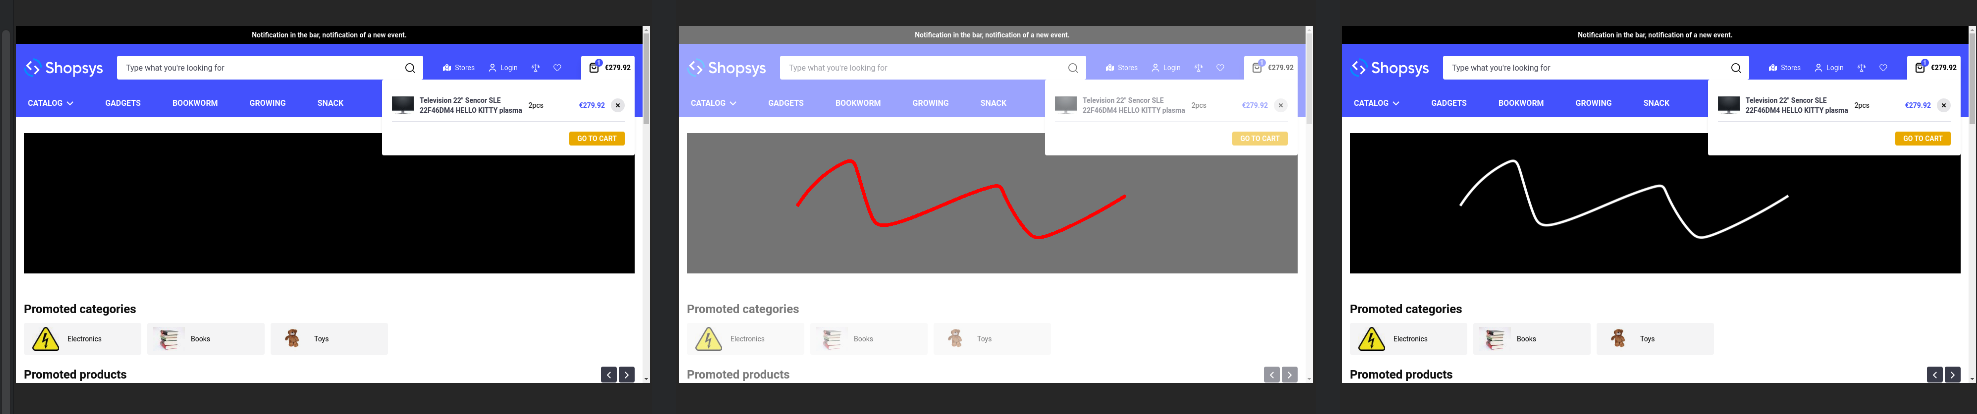 Notification in the bar, notification of a new event.
Shopsys
Type what you're looking for
Stores
Login
1
€279.92
CATALOG
GADGETS
BOOKWORM
GROWING
SNACK
Television 22" Sencor SLE
22F46DM4 HELLO KITTY plasma
2pcs
€279.92
GO TO CART
Promoted categories
Electronics
Books
Toys
Promoted products
Notification in the bar, notification of a new event.
Shopsys
Type what you're looking for
Stores
Login
1
€279.92
CATALOG
GADGETS
BOOKWORM
GROWING
SNACK
Television 22" Sencor SLE
22F46DM4 HELLO KITTY plasma
2pcs
€279.92
GO TO CART
Promoted categories
Electronics
Books
Toys
Promoted products
Notification in the bar, notification of a new event.
Shopsys
Type what you're looking for
Stores
Login
1
€279.92
CATALOG
GADGETS
BOOKWORM
GROWING
SNACK
Television 22" Sencor SLE
22F46DM4 HELLO KITTY plasma
2pcs
€279.92
GO TO CART
Promoted categories
Electronics
Books
Toys
Promoted products